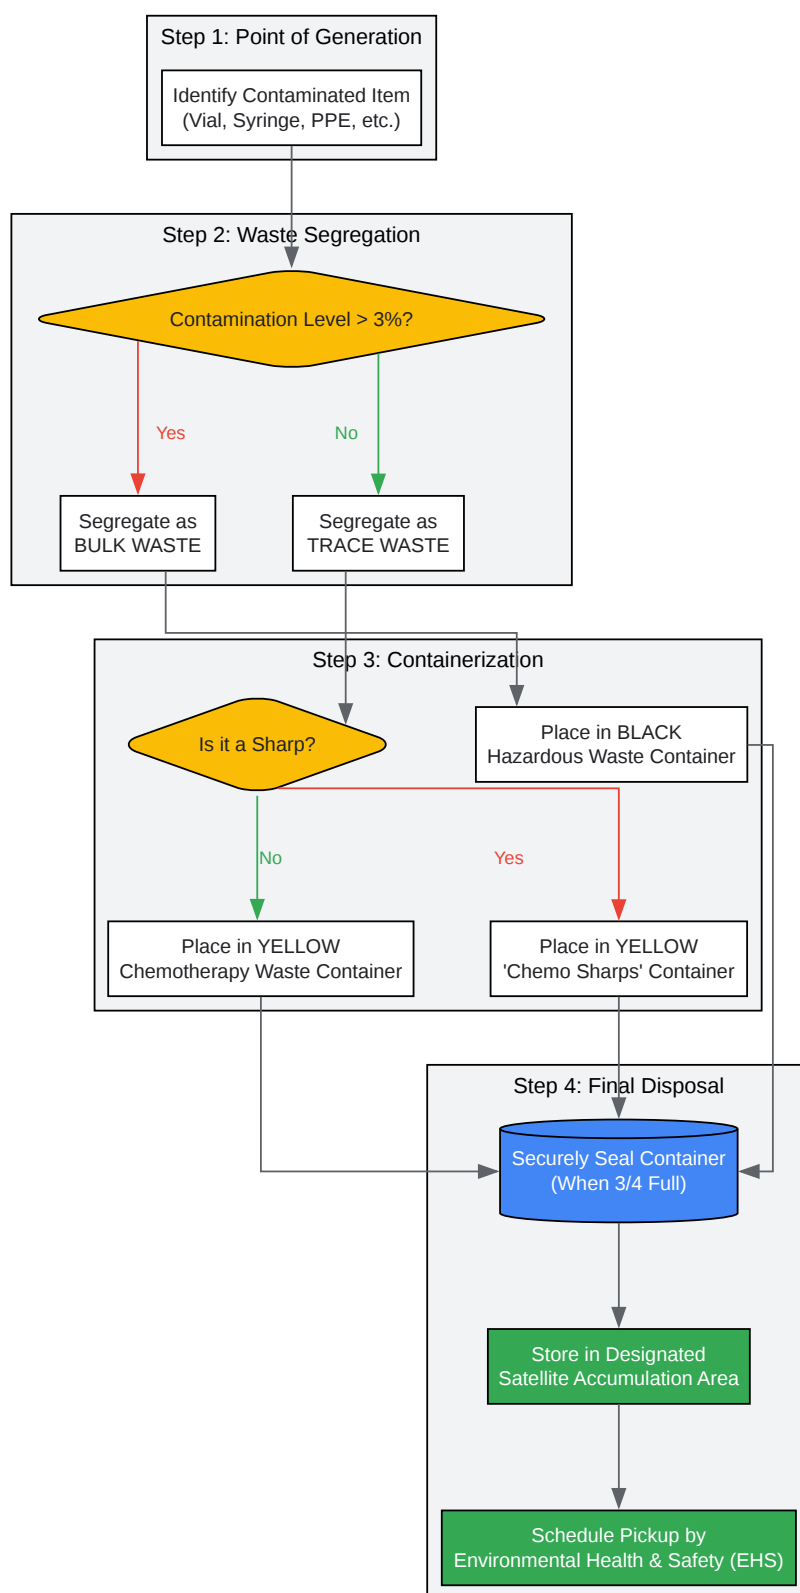 Step 1: Point of Generation
Identify Contaminated Item
(Vial, Syringe, PPE, etc.)
Step 2: Waste Segregation
Contamination Level > 3%?
Yes
No
Segregate as
BULK WASTE
Segregate as
TRACE WASTE
Step 3: Containerization
Is it a Sharp?
Place in BLACK
Hazardous Waste Container
No
Yes
Place in YELLOW
Chemotherapy Waste Container
Place in YELLOW
'Chemo Sharps' Container
Step 4: Final Disposal
Securely Seal Container
(When 3/4 Full)
Store in Designated
Satellite Accumulation Area
Schedule Pickup by
Environmental Health & Safety (EHS)